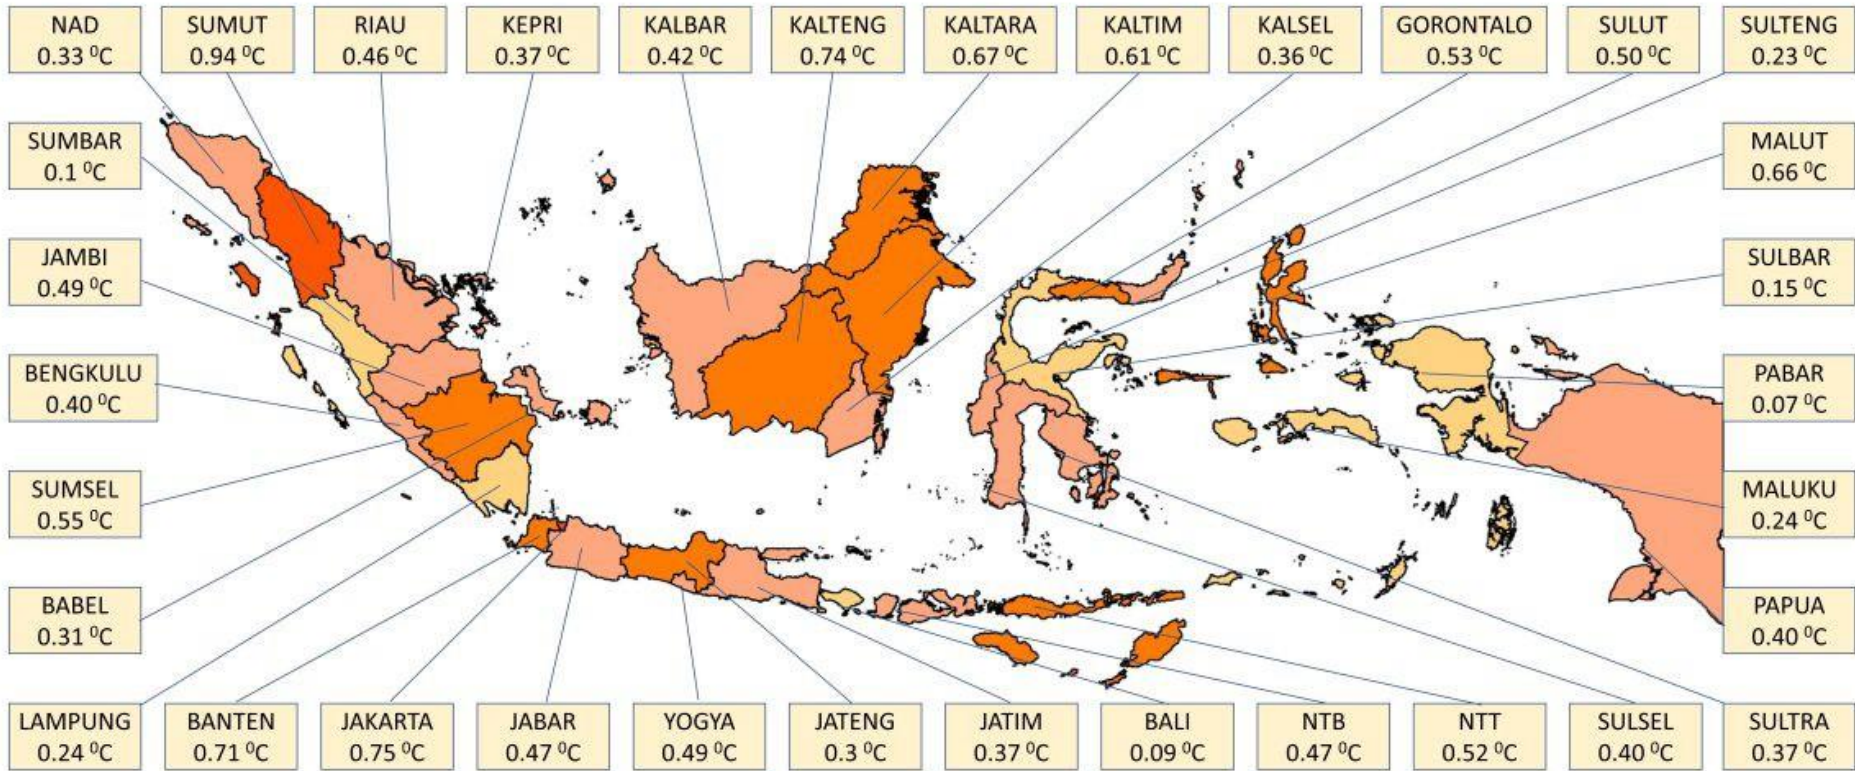 NAD
0.33 ⁰C
SUMUT
0.94 ⁰C
RIAU
0.46 ⁰C
KEPRI
0.37 ⁰C
KALBAR
0.42 ⁰C
KALTENG
0.74 ⁰C
KALTARA
0.67 ⁰C
KALTIM
0.61 ⁰C
KALSEL
0.36 ⁰C
GORONTALO
0.53 ⁰C
SULUT
0.50 ⁰C
SULTENG
0.23 ⁰C
SUMBAR
0.1 ⁰C
MALUT
0.66 ⁰C
JAMBI
0.49 ⁰C
SULBAR
0.15 ⁰C
BENGKULU
0.40 ⁰C
PABAR
0.07 ⁰C
SUMSEL
0.55 ⁰C
MALUKU
0.24 ⁰C
BABEL
0.31 ⁰C
PAPUA
0.40 ⁰C
LAMPUNG
0.24 ⁰C
BANTEN
0.71 ⁰C
JAKARTA
0.75 ⁰C
JABAR
0.47 ⁰C
YOGYA
0.49 ⁰C
JATENG
0.3 ⁰C
JATIM
0.37 ⁰C
BALI
0.09 ⁰C
NTB
0.47 ⁰C
NTT
0.52 ⁰C
SULSEL
0.40 ⁰C
SULTRA
0.37 ⁰C